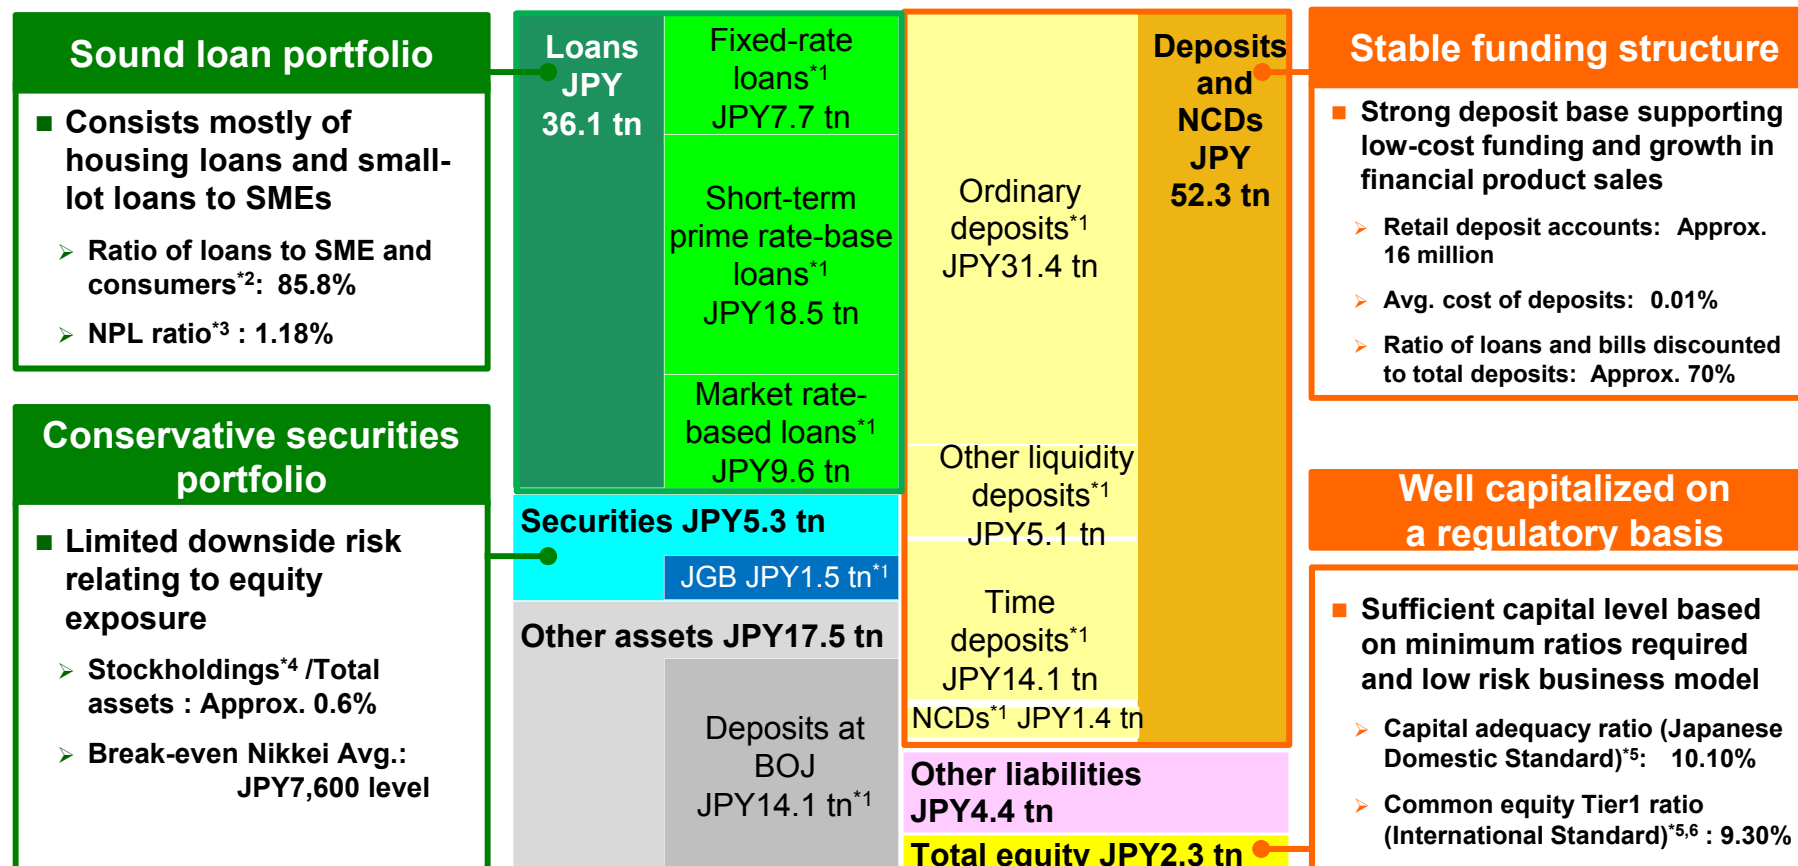 Sound loan portfolio
■ Consists mostly of
housing loans and small-
lot loans to SMEs
➢ Ratio of loans to SME and
consumers*2: 85.8%
➢ NPL ratio*3 : 1.18%
Conservative securities
portfolio
■ Limited downside risk
relating to equity
exposure
➢ Stockholdings*4 /Total
assets : Approx. 0.6%
➢ Break-even Nikkei Avg.:
JPY7,600 level
Loans
JPY
36.1 tn
Fixed-rate
loans*1
JPY7.7 tn
Short-term
prime rate-base
loans*1
JPY18.5 tn
Market rate-
based loans*1
JPY9.6 tn
Securities JPY5.3 tn
JGB JPY1.5 tn*1
Other assets JPY17.5 tn
Deposits at
BOJ
JPY14.1 tn*1
Ordinary
deposits*1
JPY31.4 tn
Other liquidity
deposits*1
JPY5.1 tn
Time
deposits*1
JPY14.1 tn
NCDs*1 JPY1.4 tn
Deposits
and
NCDs
JPY
52.3 tn
Other liabilities
JPY4.4 tn
Total equity JPY2.3 tn
Stable funding structure
■ Strong deposit base supporting
low-cost funding and growth in
financial product sales
➢ Retail deposit accounts: Approx.
16 million
➢ Avg. cost of deposits: 0.01%
➢ Ratio of loans and bills discounted
to total deposits: Approx. 70%
Well capitalized on
a regulatory basis
■ Sufficient capital level based
on minimum ratios required
and low risk business model
➢ Capital adequacy ratio (Japanese
Domestic Standard)*5: 10.10%
➢ Common equity Tier1 ratio
(International Standard)*5,6 : 9.30%